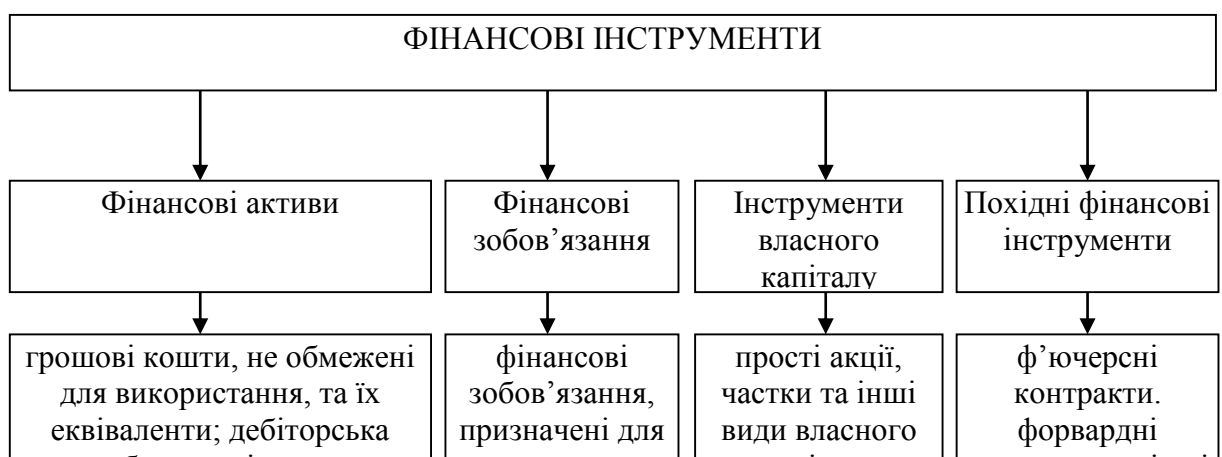 ФІНАНСОВІ ІНСТРУМЕНТИ
Фінансові активи
Фінансові
зобов’язання
Інструменти
власного
капіталу
Похідні фінансові
інструменти
грошові кошти, не обмежені
для використання, та їх
еквіваленти; дебіторська
фінансові
зобов’язання,
призначені для
прості акції,
частки та інші
види власного
ф’ючерсні
контракти.
форвардні